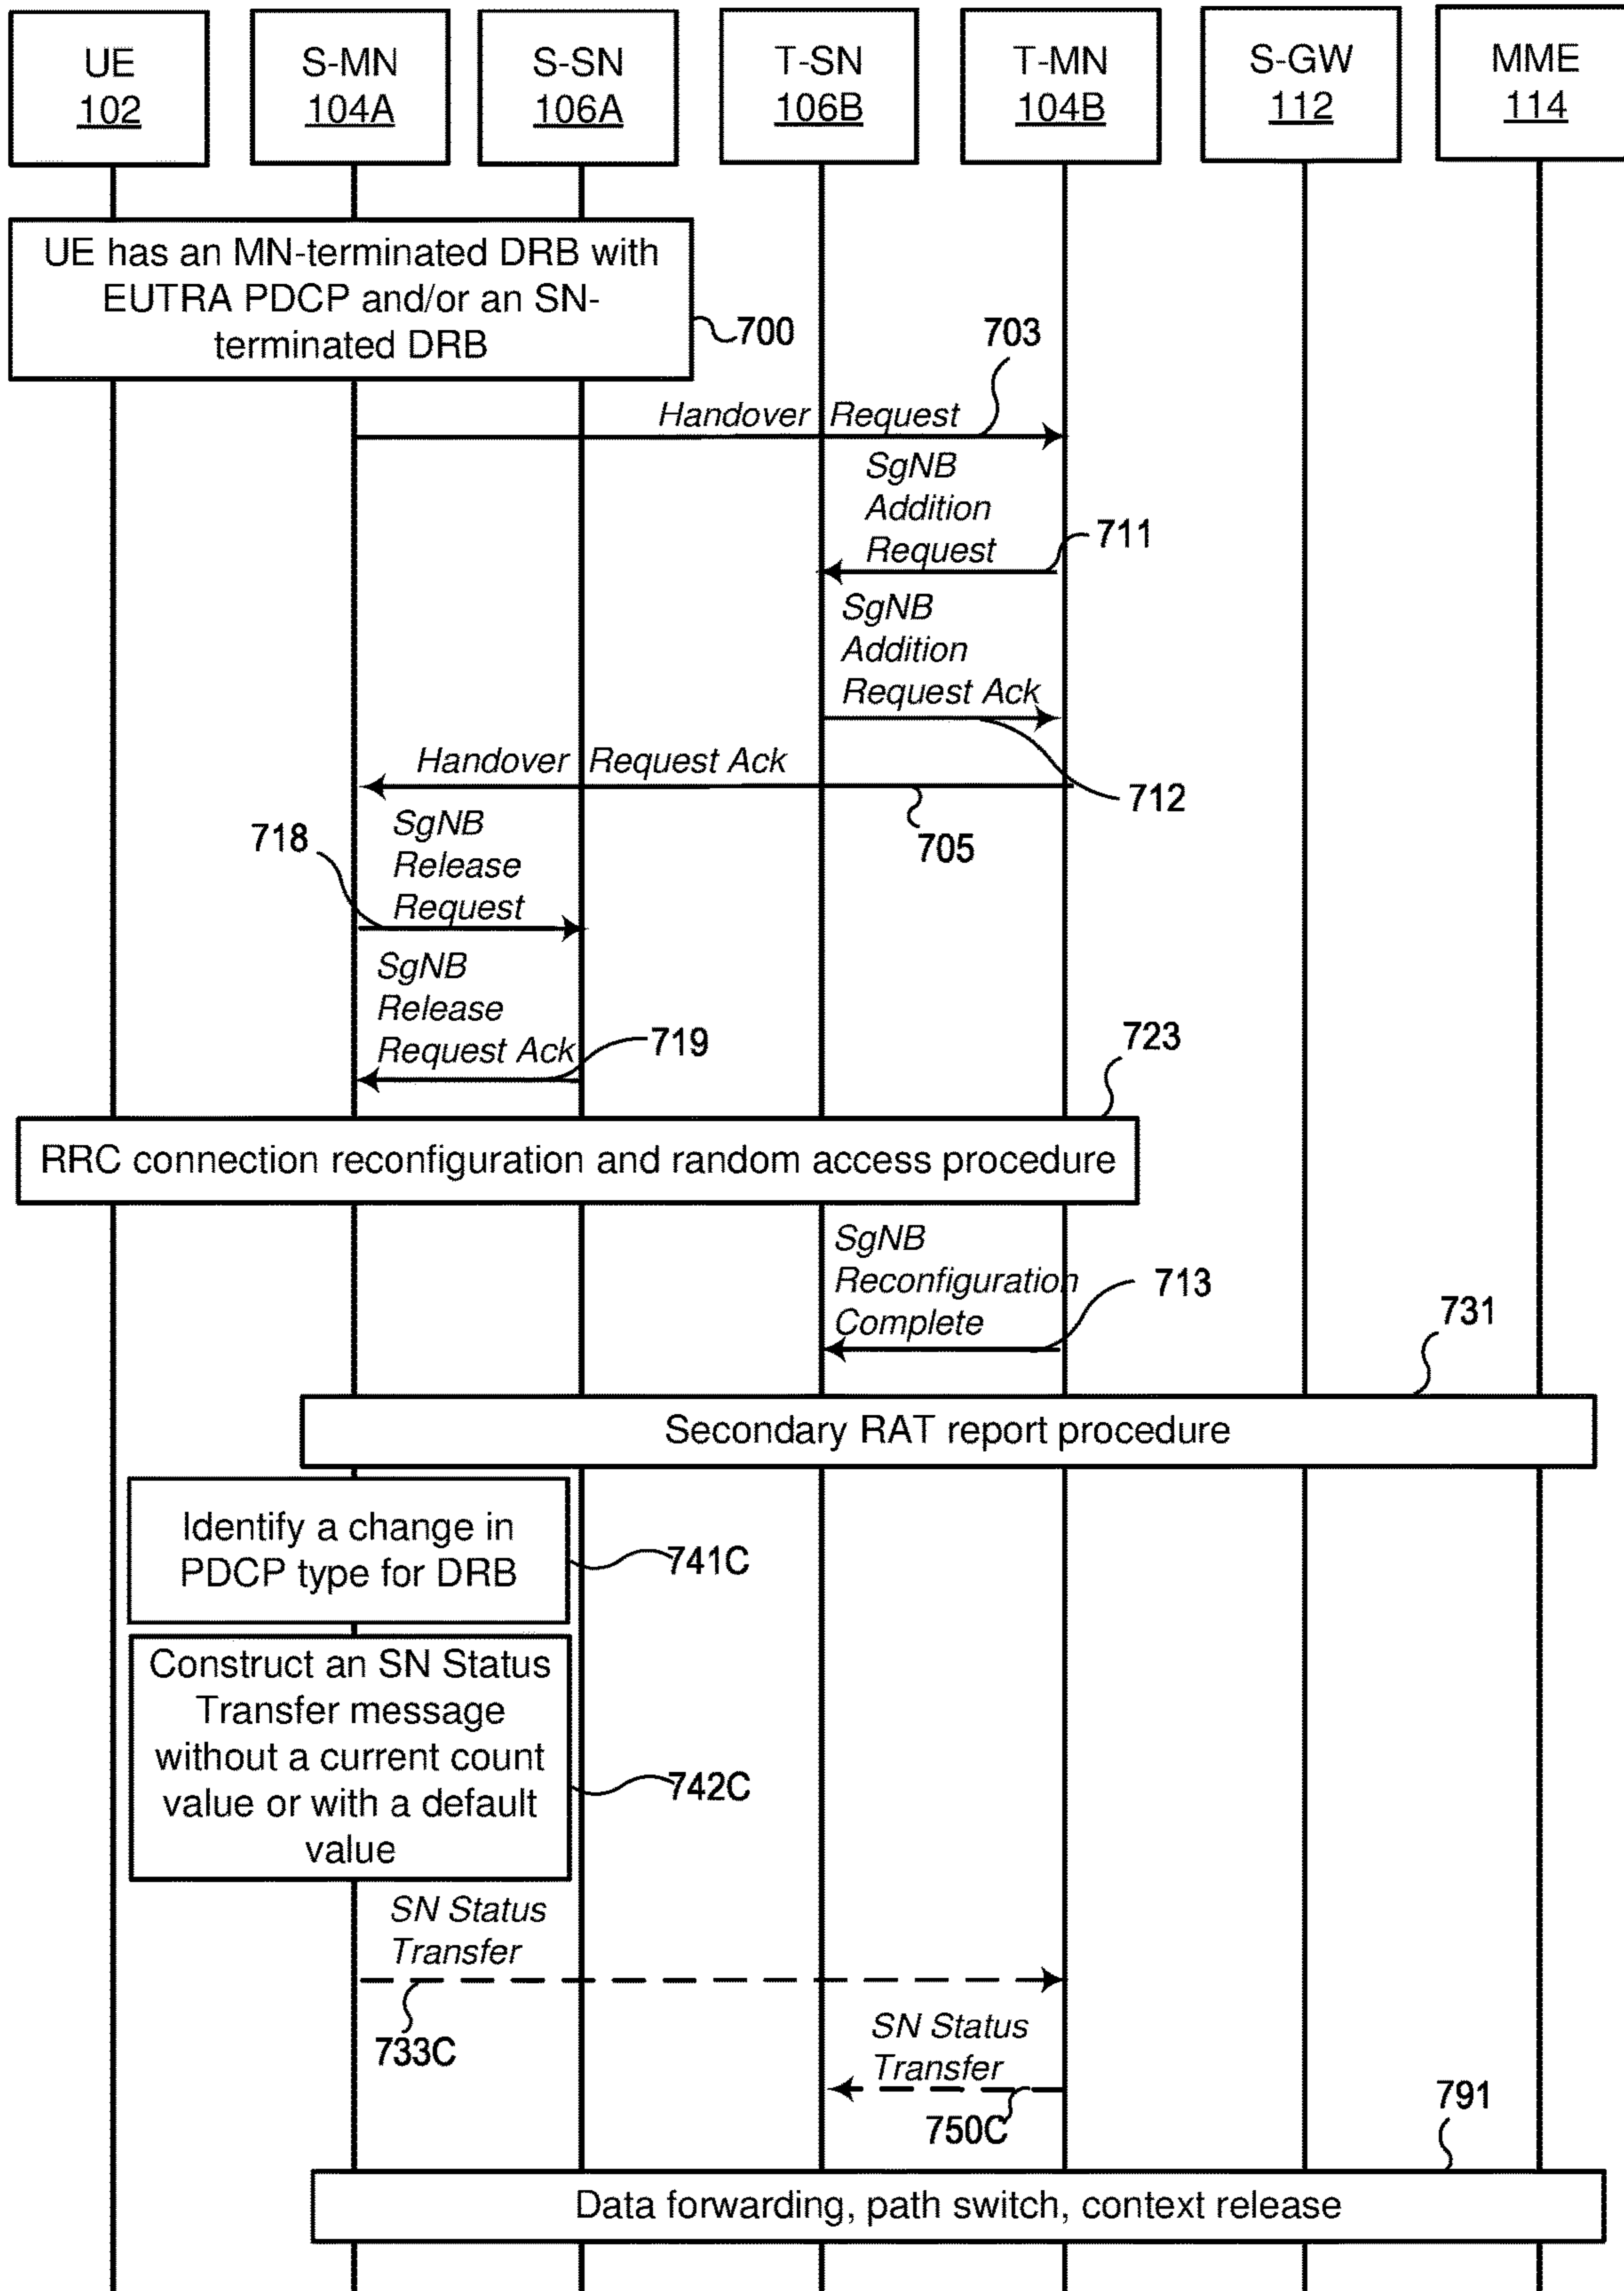 UE
102
S-MN
104A
S-SN
106A
T-SN
106B
T-MN
104B
S-GW
112
MME
114
UE has an MN-terminated DRB with
EUTRA PDCP and/or an SN-
terminated DRB
700
703
Handover Request
SgNB
Addition
Request
711
SgNB
Addition
Request Ack
712
Handover Request Ack
705
718
SgNB
Release
Request
SgNB
Release
Request Ack
719
723
RRC connection reconfiguration and random access procedure
SgNB
Reconfiguration
Complete
713
731
Secondary RAT report procedure
Identify a change in
PDCP type for DRB
741C
Construct an SN Status
Transfer message
without a current count
value or with a default
value
742C
SN Status
Transfer
733C
SN Status
Transfer
750C
791
Data forwarding, path switch, context release